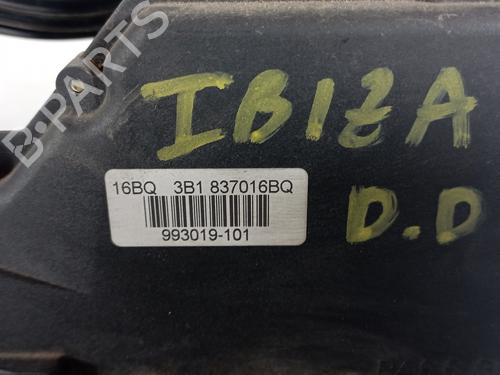 B-PARTS
IBIZA
D.D
16BQ 3B1 837016BQ
993019-101